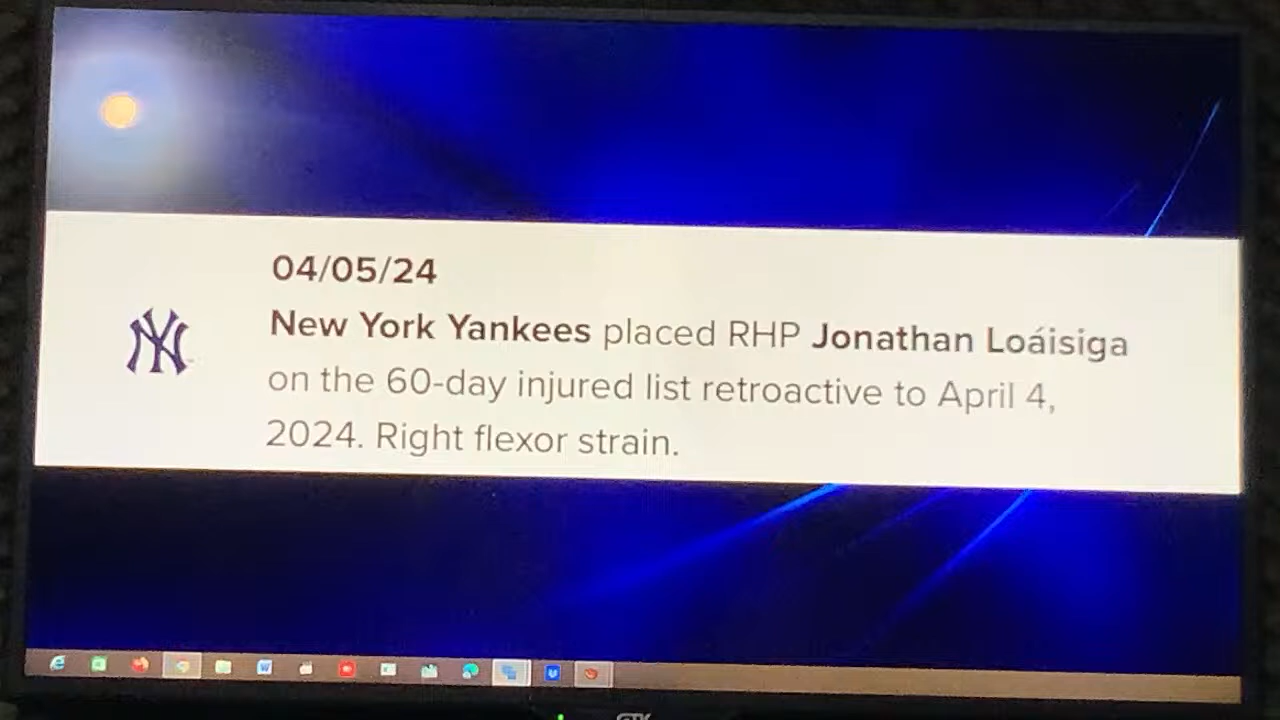 04/05/24
New York Yankees placed RHP Jonathan Loáisiga
on the 60-day injured list retroactive to April 4,
2024. Right flexor strain.
NY